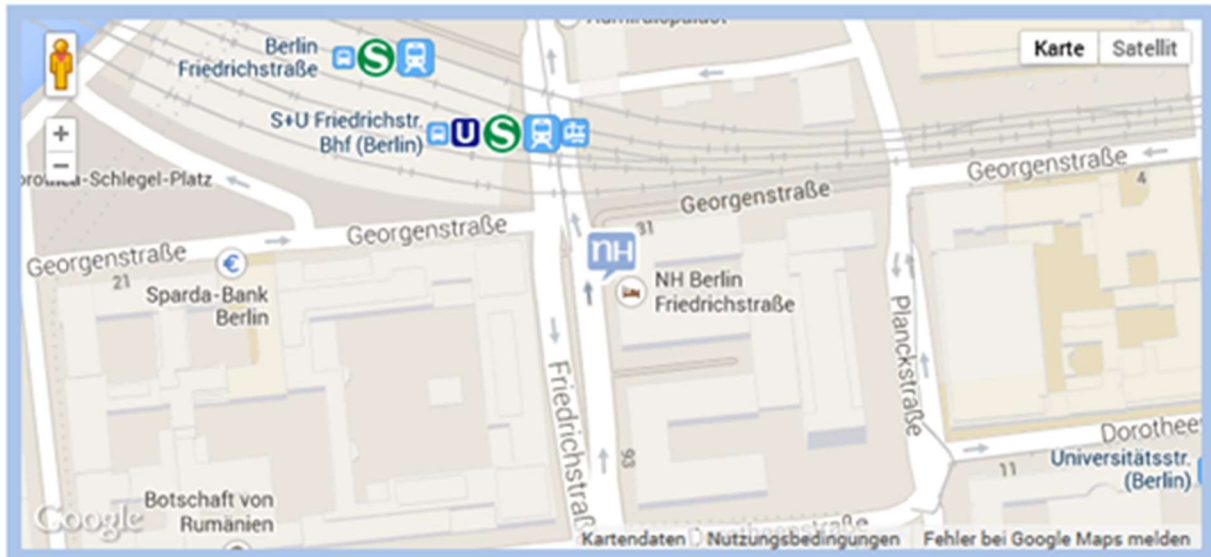 Admiralspalast
Berlin
Friedrichstraße
S
Karte
Satellit
+
−
S+U Friedrichstr.
Bhf (Berlin)
U
S
Georgenstraße
4
-Schlegel-Platz
Georgenstraße
31
Georgenstraße
Georgenstraße
nH
21
€
Sparda-Bank
Berlin
NH Berlin
Friedrichstraße
Planckstraße
Friedrichstraße
93
Dorothee
11
Universitätsstr.
(Berlin)
Botschaft von
Rumänien
Google
Dorotheenstraße
Kartendaten
Nutzungsbedingungen
Fehler bei Google Maps melden